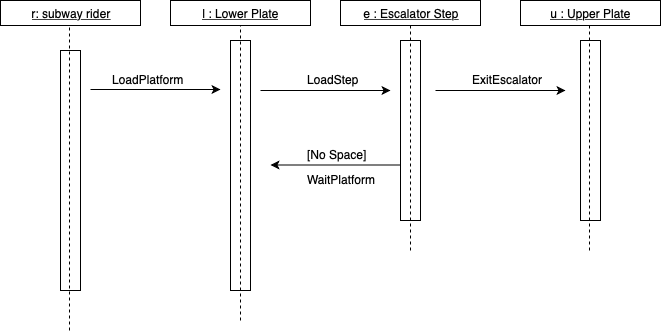 r: subway rider
l : Lower Plate
e : Escalator Step
u : Upper Plate
LoadPlatform
LoadStep
ExitEscalator
[No Space]
WaitPlatform